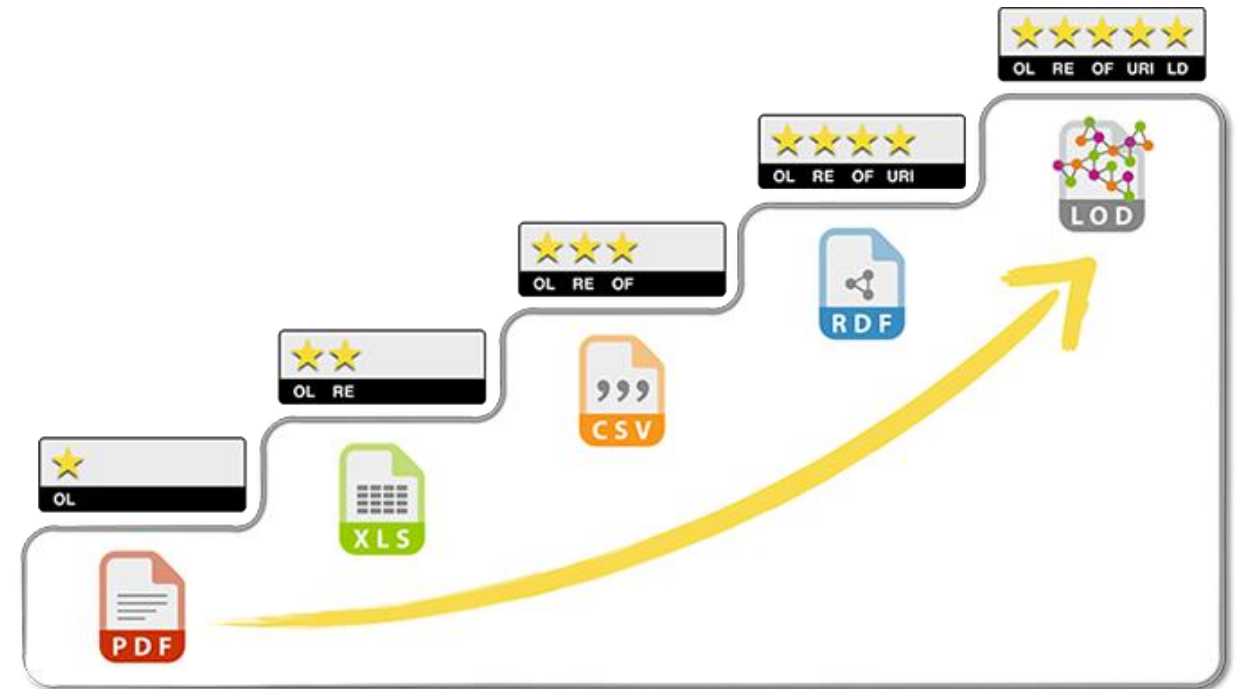 OL RE OF URI LD
LOD
OL RE OF URI
RDF
OL RE OF
CSV
OL RE
XLS
OL
PDF